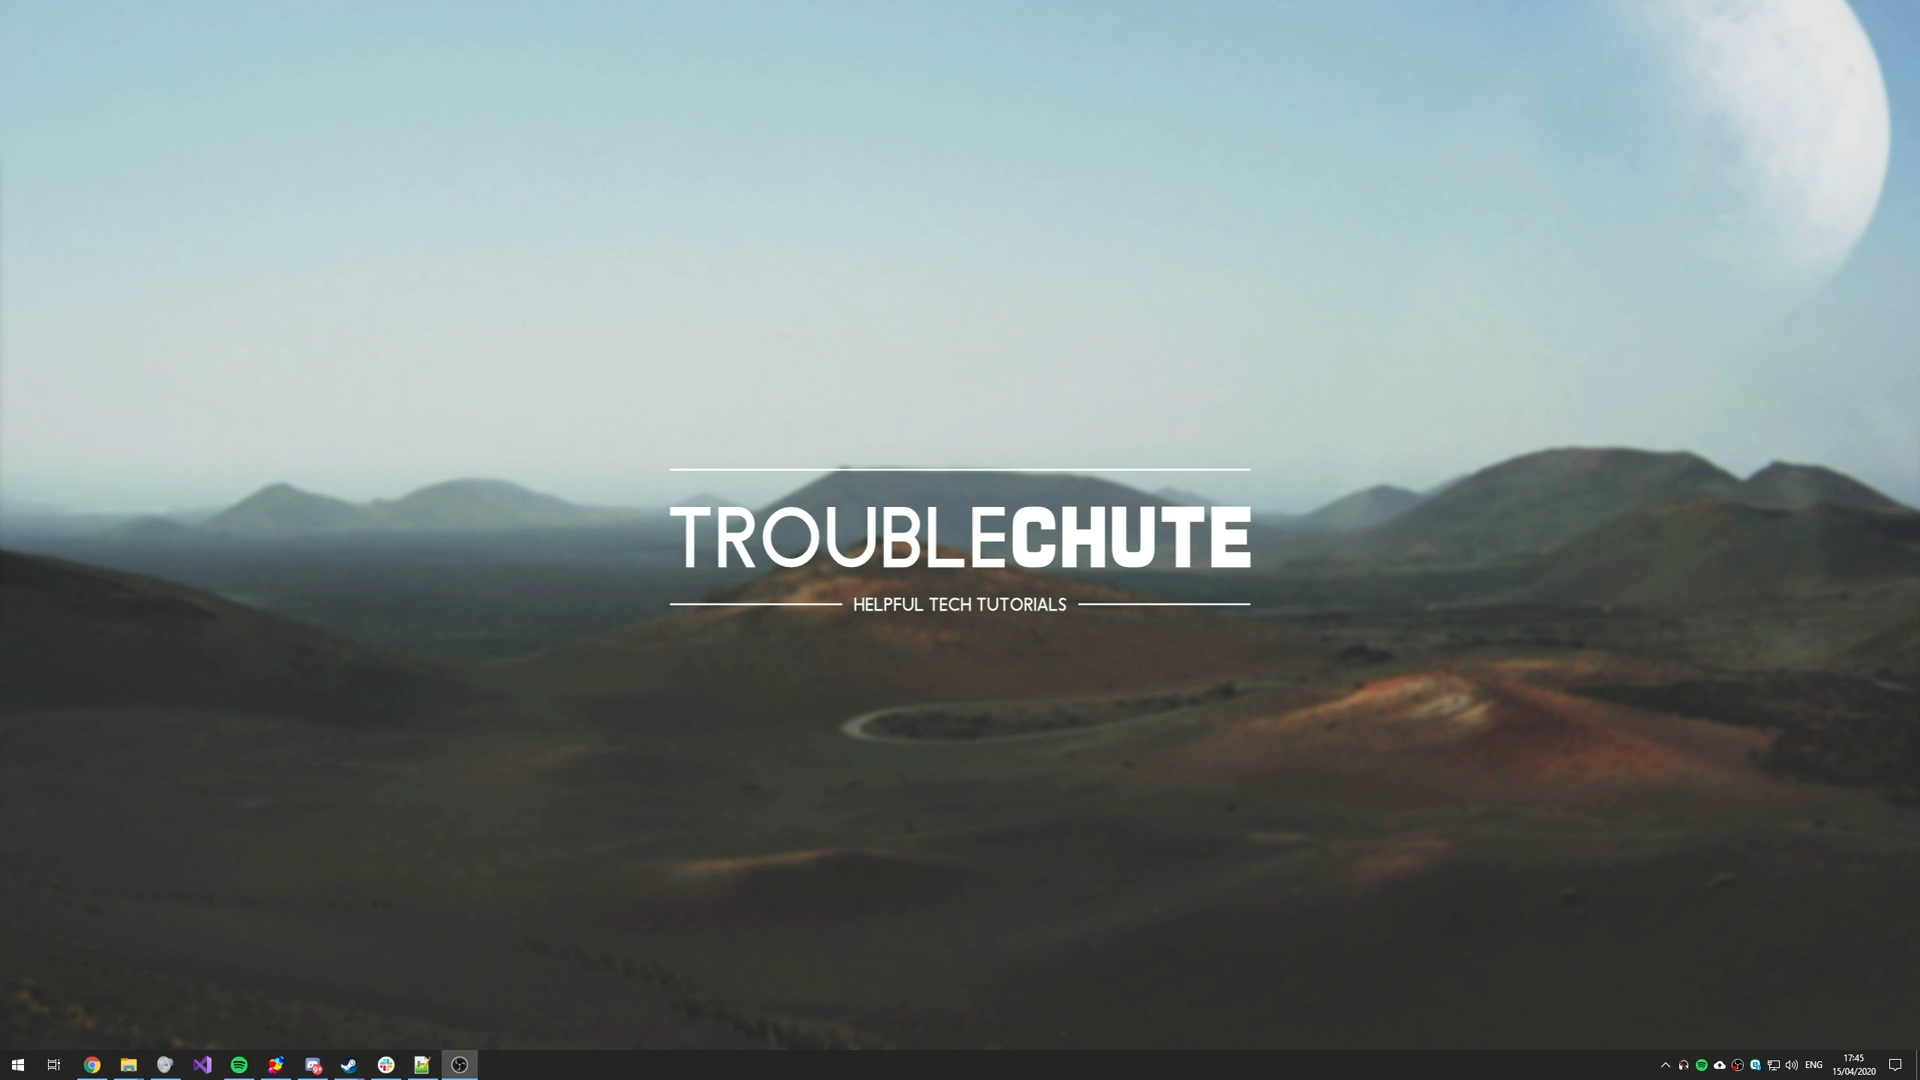 TROUBLECHUTE
HELPFUL TECH TUTORIALS
ENG
17:45
15/04/2020